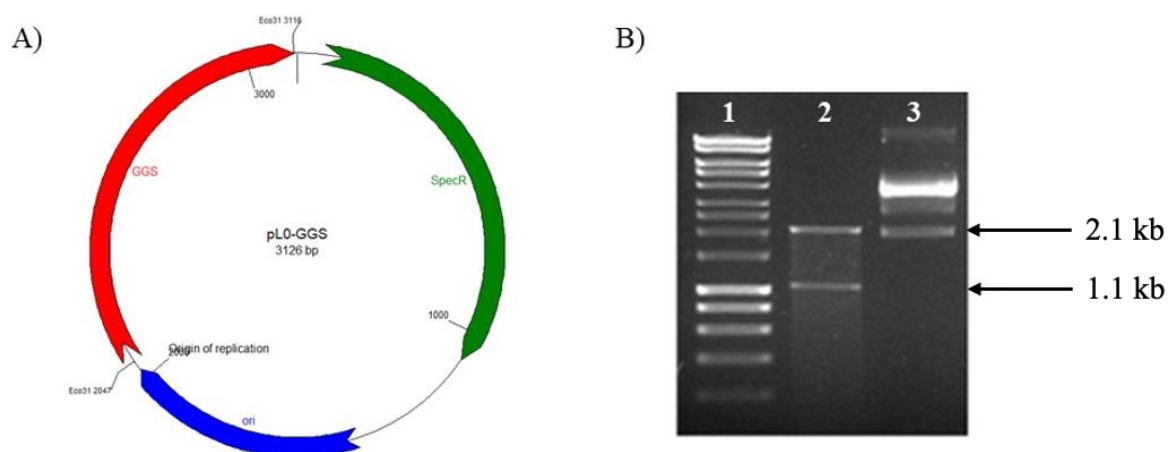 A)
Eco31 3116
3000
GGS
SpecR
pL0-GGS
3126 bp
1000
Origin of replication
Eco31 2047
ori
B)
1 2 3
2.1 kb
1.1 kb